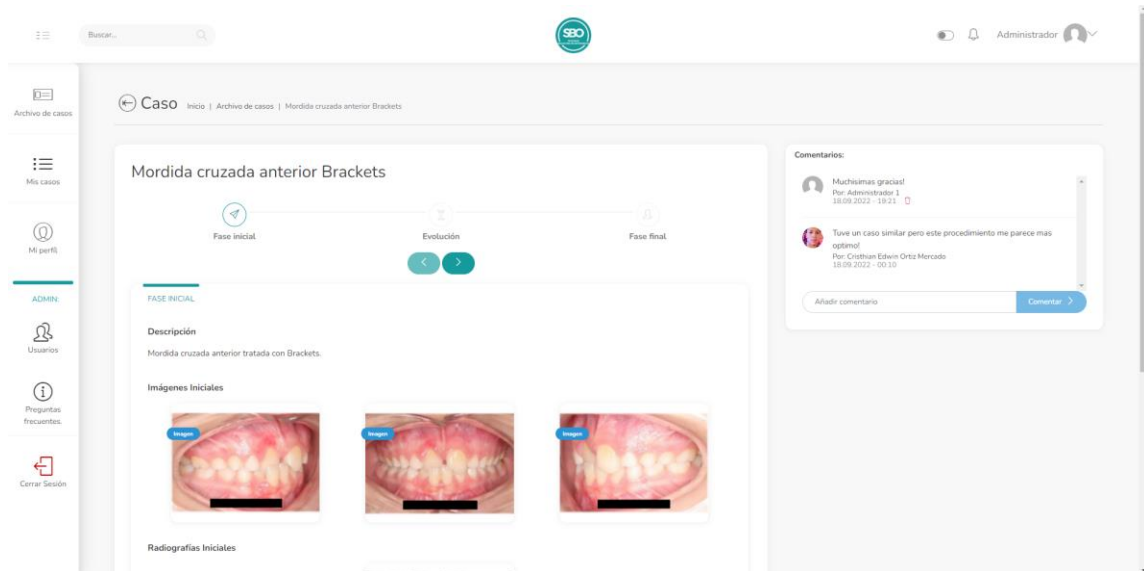 Buscar...
SBO
Administrador
Archivo de casos
Mis casos
Mi perfil
ADMIN:
Usuarios
Preguntas
frecuentes.
Cerrar Sesión
Caso Inicio | Archivo de casos | Mordida cruzada anterior Brackets
Mordida cruzada anterior Brackets
Fase inicial
Evolución
Fase final
FASE INICIAL
Descripción
Mordida cruzada anterior tratada con Brackets.
Imágenes Iniciales
Imagen
Imagen
Imagen
Radiografías Iniciales
Comentarios:
Muchisimas gracias!
Por: Administrador 1
18.09.2022 - 19:21
Tuve un caso similar pero este procedimiento me parece mas
optimo!
Por: Cristhian Edwin Ortiz Mercado
18.09.2022 - 00:10
Añadir comentario
Comentar